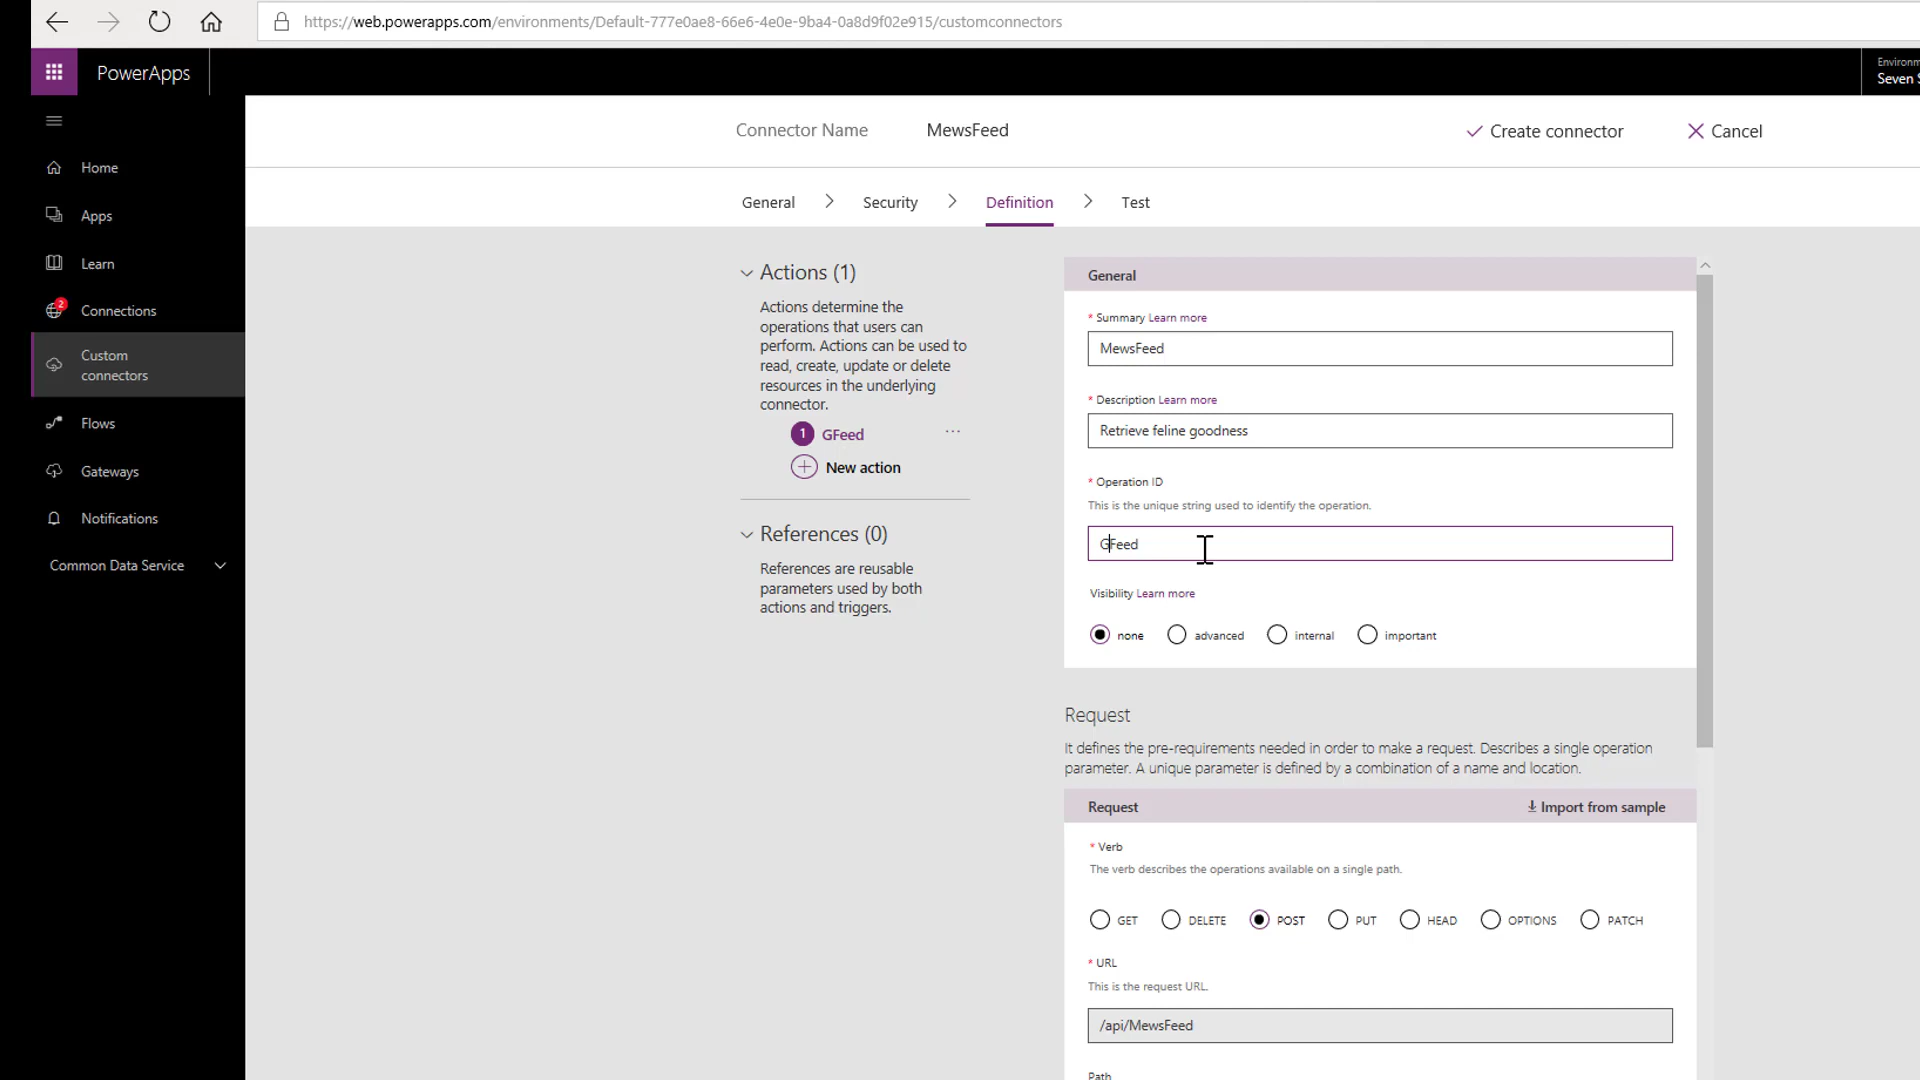 https://web.powerapps.com/environments/Default-777e0ae8-66e6-4e0e-9ba4-0a8d9f02e915/customconnectors
PowerApps
Environm
Seven S
Connector Name
MewsFeed
Create connector
Cancel
Home
Apps
Learn
2
Connections
Custom
connectors
Flows
Gateways
Notifications
Common Data Service
General
Security
Definition
Test
Actions (1)
Actions determine the
operations that users can
perform. Actions can be used to
read, create, update or delete
resources in the underlying
connector.
1 GFeed ...
New action
References (0)
References are reusable
parameters used by both
actions and triggers.
General
* Summary Learn more
MewsFeed
* Description Learn more
Retrieve feline goodness
* Operation ID
This is the unique string used to identify the operation.
GFeed
Visibility Learn more
none
advanced
internal
important
Request
It defines the pre-requirements needed in order to make a request. Describes a single operation
parameter. A unique parameter is defined by a combination of a name and location.
Request
Import from sample
* Verb
The verb describes the operations available on a single path.
GET
DELETE
POST
PUT
HEAD
OPTIONS
PATCH
* URL
This is the request URL.
/api/MewsFeed
Path